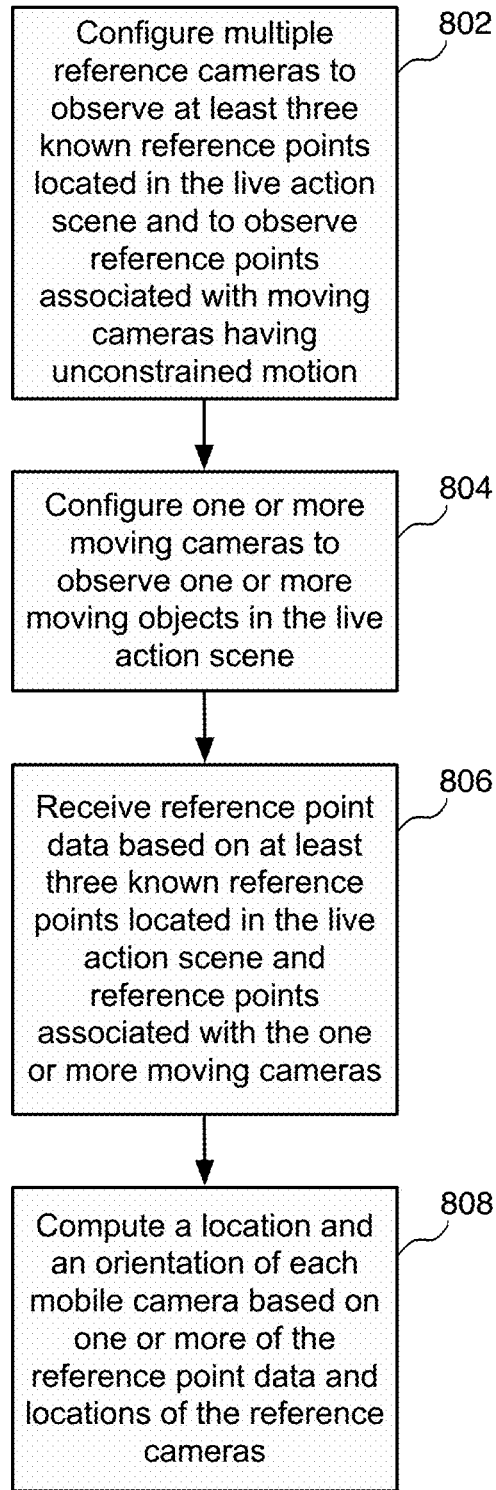 Configure multiple
reference cameras to
observe at least three
known reference points
located in the live action
scene and to observe
reference points
associated with moving
cameras having
unconstrained motion
802
Configure one or more
moving cameras to
observe one or more
moving objects in the live
action scene
804
Receive reference point
data based on at least
three known reference
points located in the live
action scene and
reference points
associated with the one
or more moving cameras
806
Compute a location and
an orientation of each
mobile camera based on
one or more of the
reference point data and
locations of the reference
cameras
808